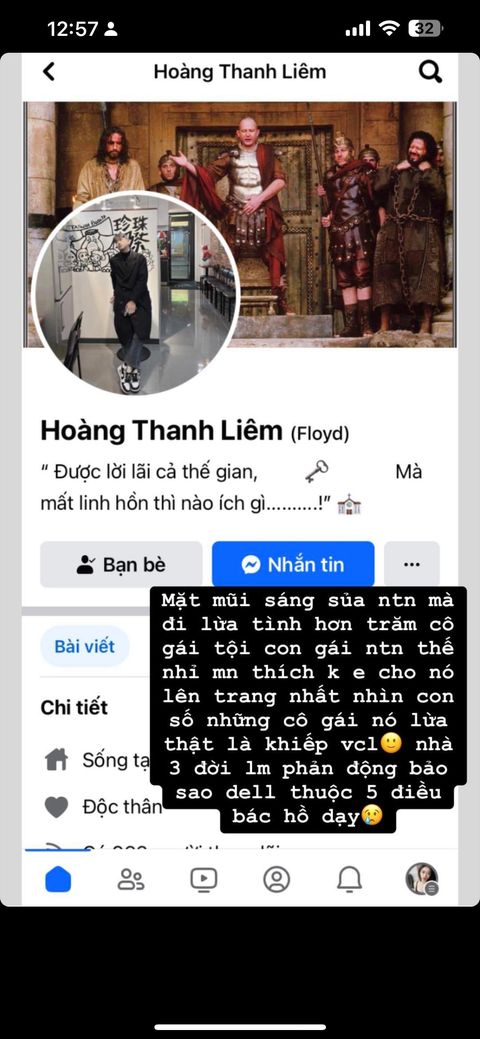 12:57
32
Hoàng Thanh Liêm
珍珠
Hoàng Thanh Liêm (Floyd)
“ Được lời lãi cả thế gian, Mà
mất linh hồn thì nào ích gì..........!”
Bạn bè
Nhắn tin
Mặt mũi sáng sủa ntn mà
đi lừa tình hơn trăm cô
gái tội con gái ntn thế
nhỉ mn thích k e cho nó
lên trang nhất nhìn con
số những cô gái nó lừa
thật là khiếp vcl🙂 nhà
3 đời lm phản động bảo
sao dell thuộc 5 điều
bác hồ dạy😢
Bài viết
Chi tiết
Sống tạ
Độc thân